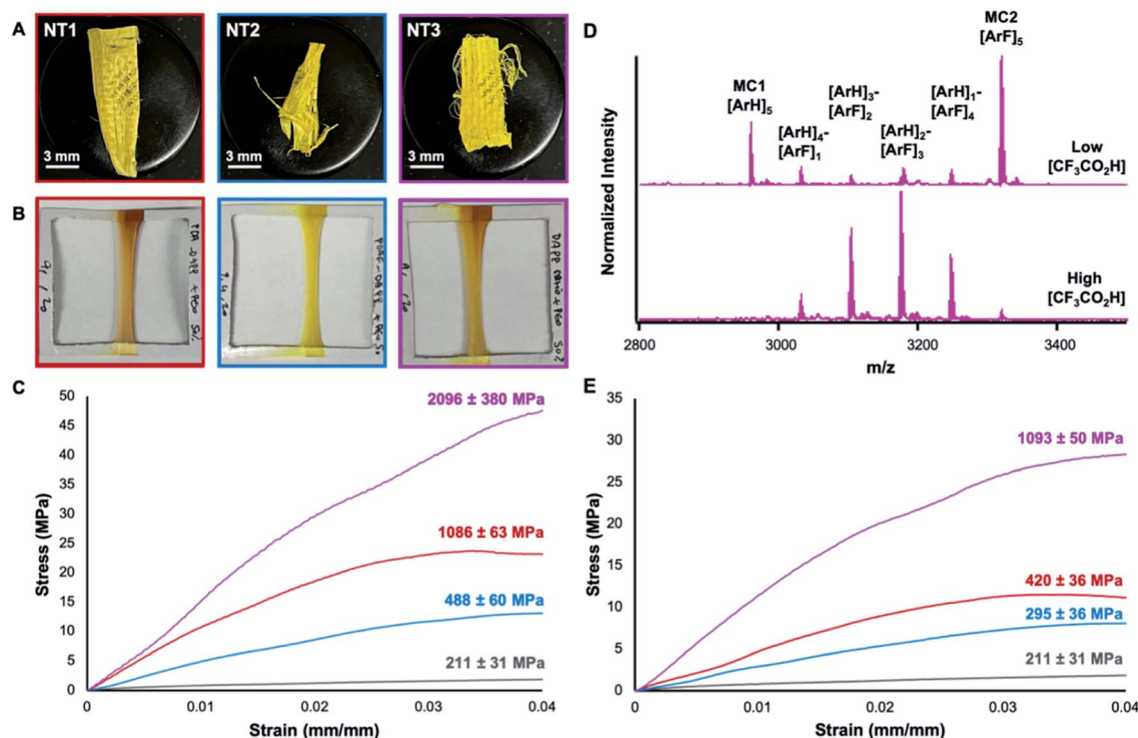 A
NT1
3 mm
NT2
3 mm
NT3
3 mm
B
C
50
45
40
35
30
25
20
15
10
5
0
Stress (MPa)
2096 ± 380 MPa
1086 ± 63 MPa
488 ± 60 MPa
211 ± 31 MPa
0
0.01
0.02
0.03
0.04
Strain (mm/mm)
D
Normalized Intensity
MC1
[ArH]5
[ArH]4-
[ArF]1
[ArH]3-
[ArF]2
[ArH]2-
[ArF]3
[ArH]1-
[ArF]4
MC2
[ArF]5
Low
[CF3CO2H]
High
[CF3CO2H]
2800
3000
3200
3400
m/z
E
35
30
25
20
15
10
5
0
Stress (MPa)
1093 ± 50 MPa
420 ± 36 MPa
295 ± 36 MPa
211 ± 31 MPa
0
0.01
0.02
0.03
0.04
Strain (mm/mm)